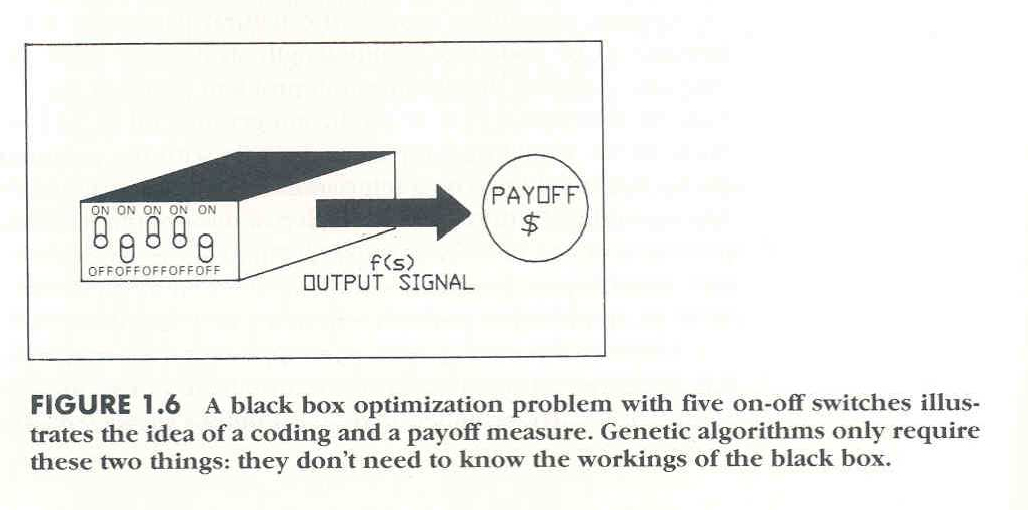 ON ON ON ON ON
OFFOFFOFFOFFOFF
PAYOFF
$
f(s)
OUTPUT SIGNAL
FIGURE 1.6 A black box optimization problem with five on-off switches illus-
trates the idea of a coding and a payoff measure. Genetic algorithms only require
these two things: they don't need to know the workings of the black box.